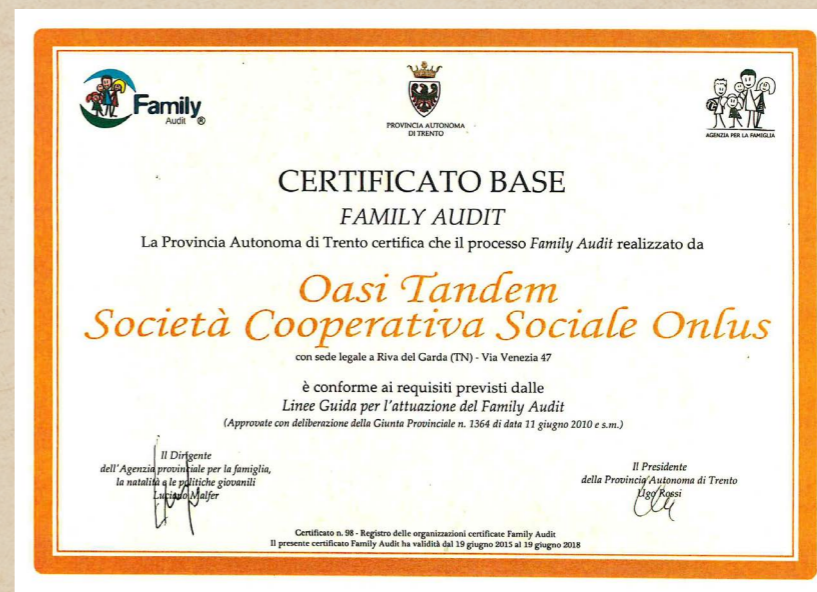 Family
Audit ®
PROVINCIA AUTONOMA
DI TRENTO
AGENZIA PER LA FAMIGLIA
CERTIFICATO BASE
FAMILY AUDIT
La Provincia Autonoma di Trento certifica che il processo Family Audit realizzato da
Oasi Tandem
Società Cooperativa Sociale Onlus
con sede legale a Riva del Garda (TN) - Via Venezia 47
è conforme ai requisiti previsti dalle
Linee Guida per l'attuazione del Family Audit
(Approvate con deliberazione della Giunta Provinciale n. 1364 di data 11 giugno 2010 e s.m.)
Il Dirigente
dell'Agenzia provinciale per la famiglia,
la natalità e le politiche giovanili
Luciano Malfer
Il Presidente
della Provincia Autonoma di Trento
Ugo Rossi
Certificato n. 98 - Registro delle organizzazioni certificate Family Audit
Il presente certificato Family Audit ha validità dal 19 giugno 2015 al 19 giugno 2018